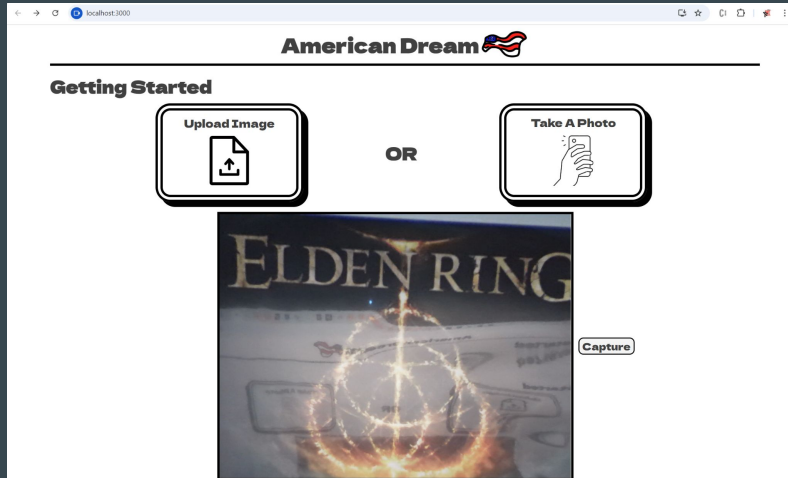 localhost:3000
American Dream
Getting Started
Upload Image
OR
Take A Photo
ELDEN RING
Capture